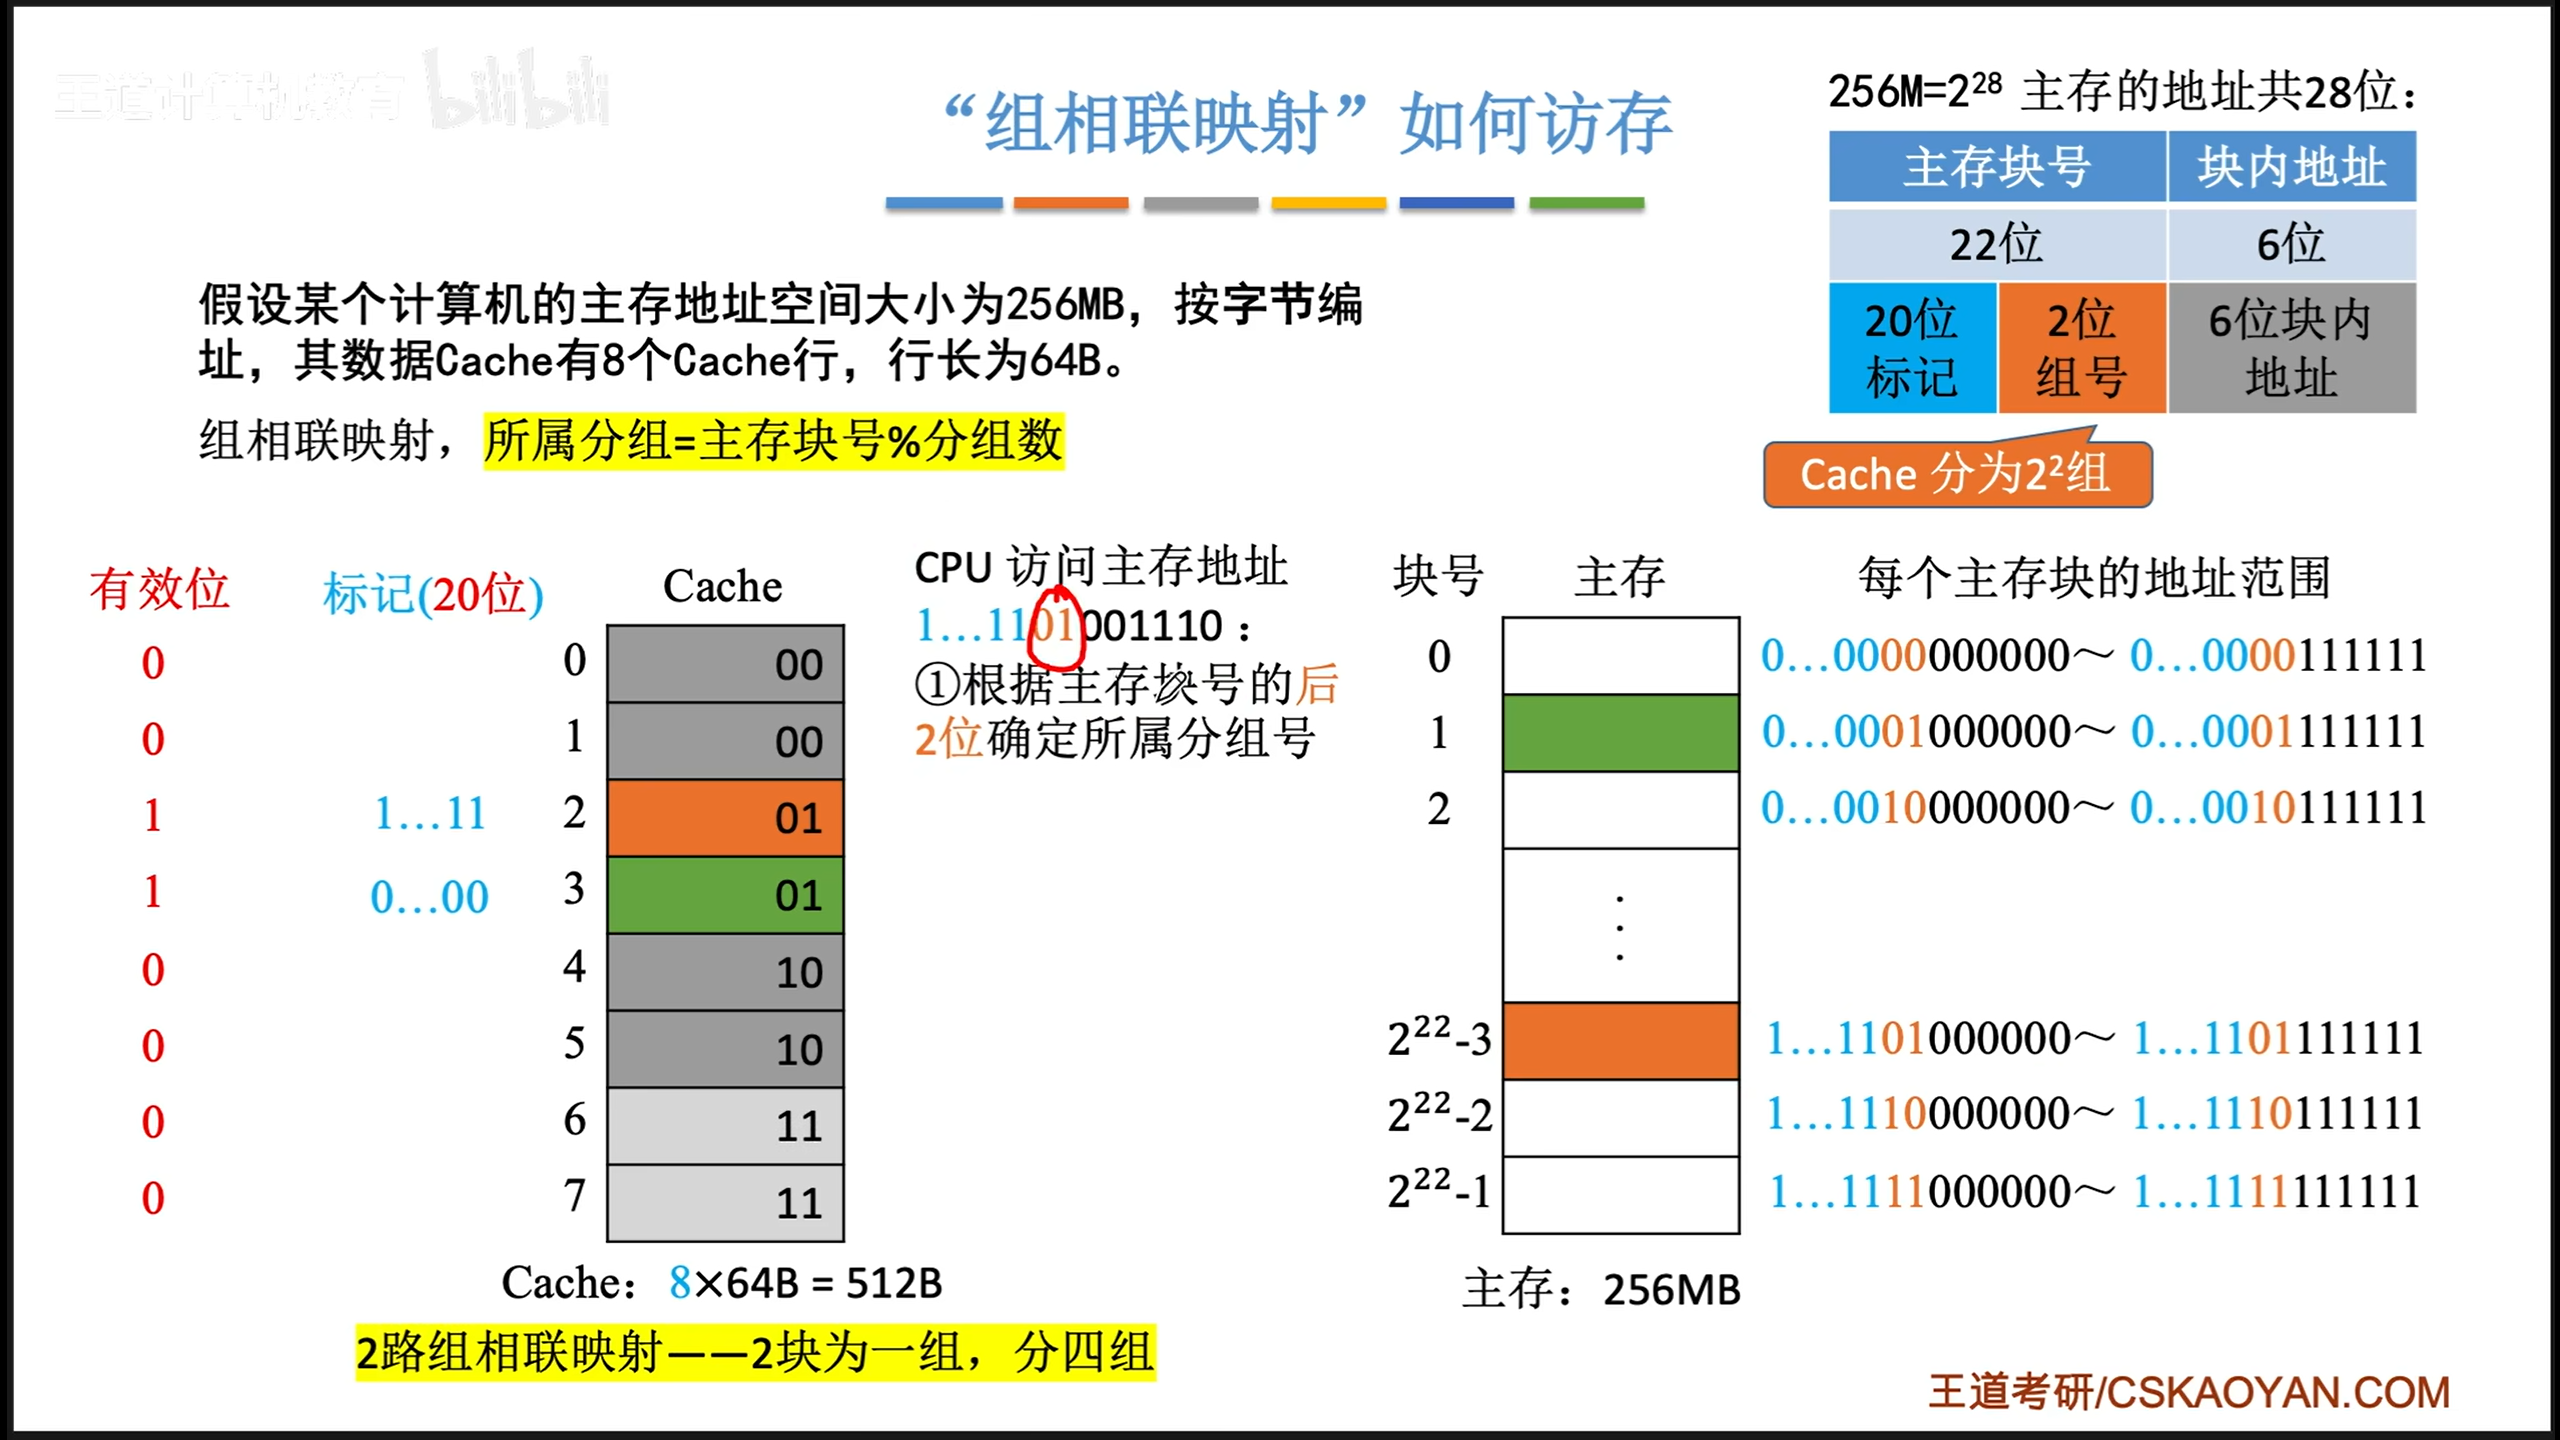 王道计算机教育 bilibili
“组相联映射”如何访存
256M=2²⁸ 主存的地址共28位：
主存块号 块内地址
22位 6位
20位标记 2位组号 6位块内地址
Cache 分为2²组
假设某个计算机的主存地址空间大小为256MB，按字节编
址，其数据Cache有8个Cache行，行长为64B。
组相联映射，所属分组=主存块号%分组数
有效位 标记(20位) Cache
0 0 00
0 1 00
1 1…11 2 01
1 0…00 3 01
0 4 10
0 5 10
0 6 11
0 7 11
Cache：8×64B = 512B
2路组相联映射——2块为一组，分四组
CPU 访问主存地址
1…1101001110：
①根据主存块号的后
2位确定所属分组号
块号 主存 每个主存块的地址范围
0 0…0000000000～ 0…0000111111
1 0…0001000000～ 0…0001111111
2 0…0010000000～ 0…0010111111
2²²-3 1…1101000000～ 1…1101111111
2²²-2 1…1110000000～ 1…1110111111
2²²-1 1…1111000000～ 1…1111111111
主存：256MB
王道考研/CSKAOYAN.COM